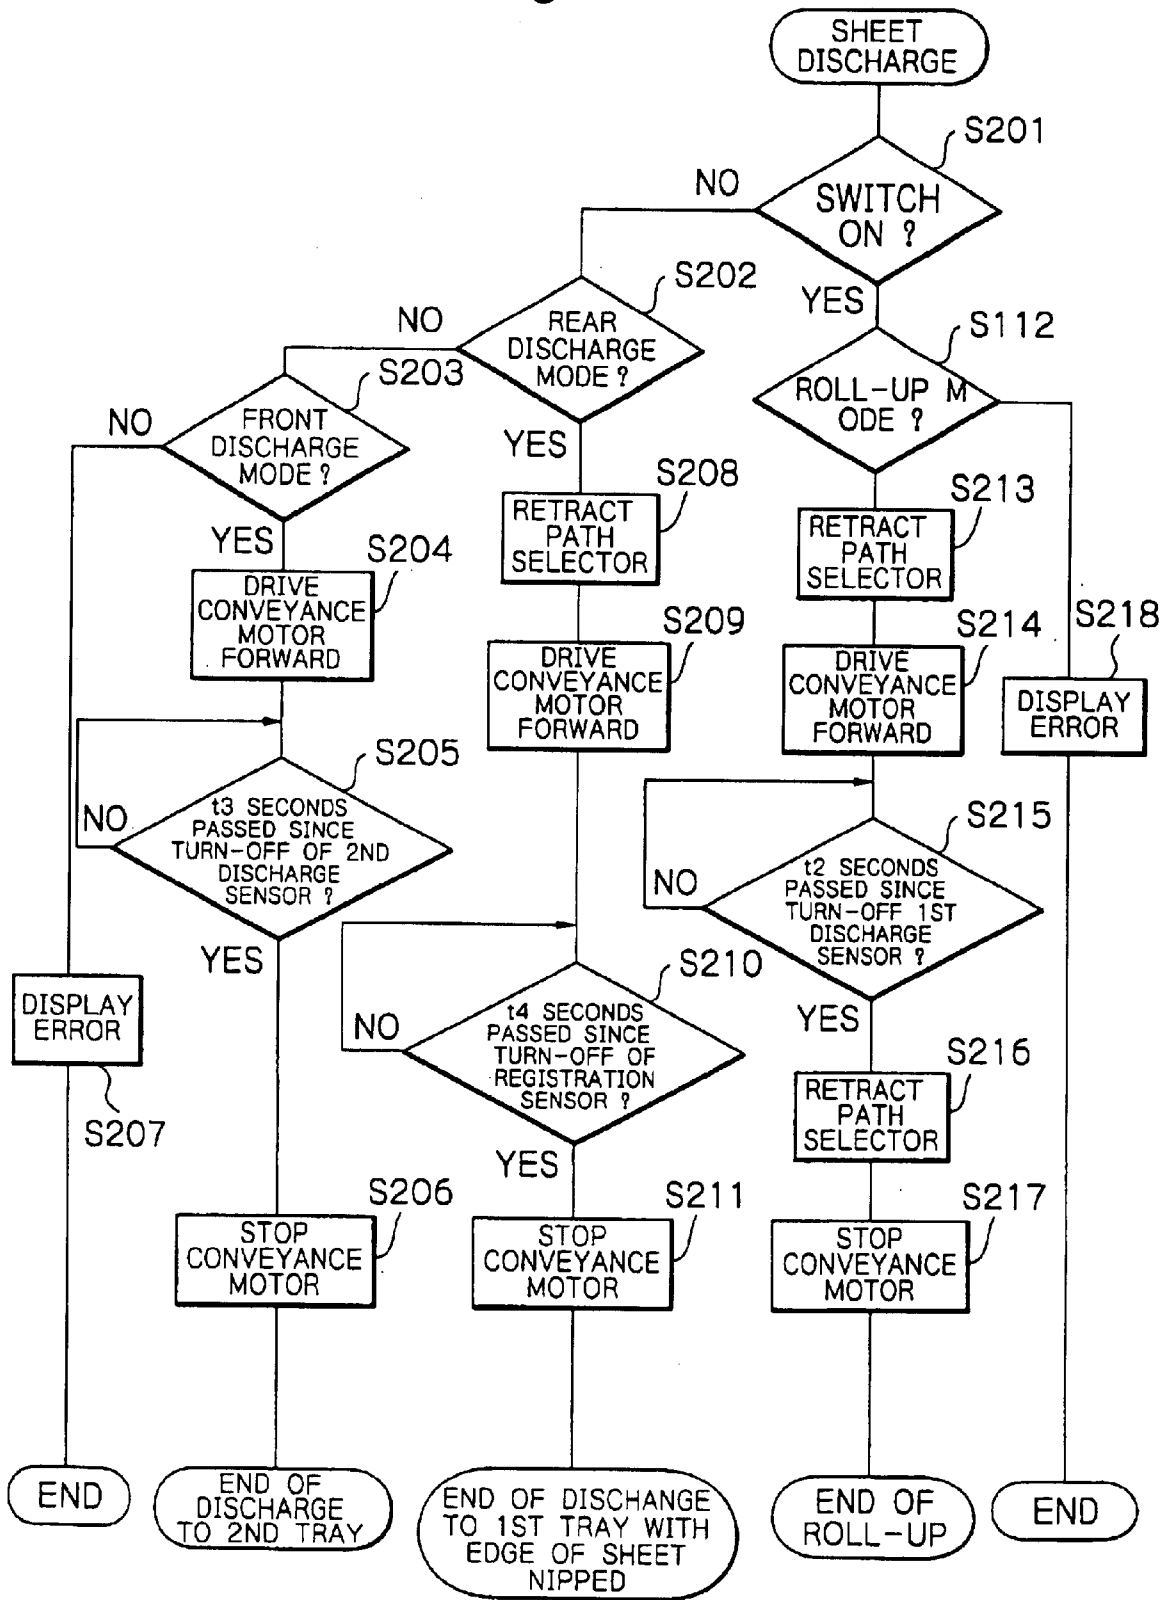 SHEET
DISCHARGE
S201
NO
SWITCH
ON ?
S202
YES
NO
REAR
DISCHARGE
MODE ?
S112
S203
ROLL-UP M
ODE ?
NO
FRONT
DISCHARGE
MODE ?
YES
S208
S213
RETRACT
PATH
SELECTOR
RETRACT
PATH
SELECTOR
YES
S204
DRIVE
CONVEYANCE
MOTOR
FORWARD
S209
DRIVE
CONVEYANCE
MOTOR
FORWARD
S214
DRIVE
CONVEYANCE
MOTOR
FORWARD
S218
DISPLAY
ERROR
S205
NO
t3 SECONDS
PASSED SINCE
TURN-OFF OF 2ND
DISCHARGE
SENSOR ?
S215
NO
t2 SECONDS
PASSED SINCE
TURN-OFF 1ST
DISCHARGE
SENSOR ?
YES
S210
NO
t4 SECONDS
PASSED SINCE
TURN-OFF OF
REGISTRATION
SENSOR ?
YES
DISPLAY
ERROR
S207
S216
RETRACT
PATH
SELECTOR
YES
S206
STOP
CONVEYANCE
MOTOR
S211
STOP
CONVEYANCE
MOTOR
S217
STOP
CONVEYANCE
MOTOR
END
END OF
DISCHARGE
TO 2ND TRAY
END OF DISCHANGE
TO 1ST TRAY WITH
EDGE OF SHEET
NIPPED
END OF
ROLL-UP
END